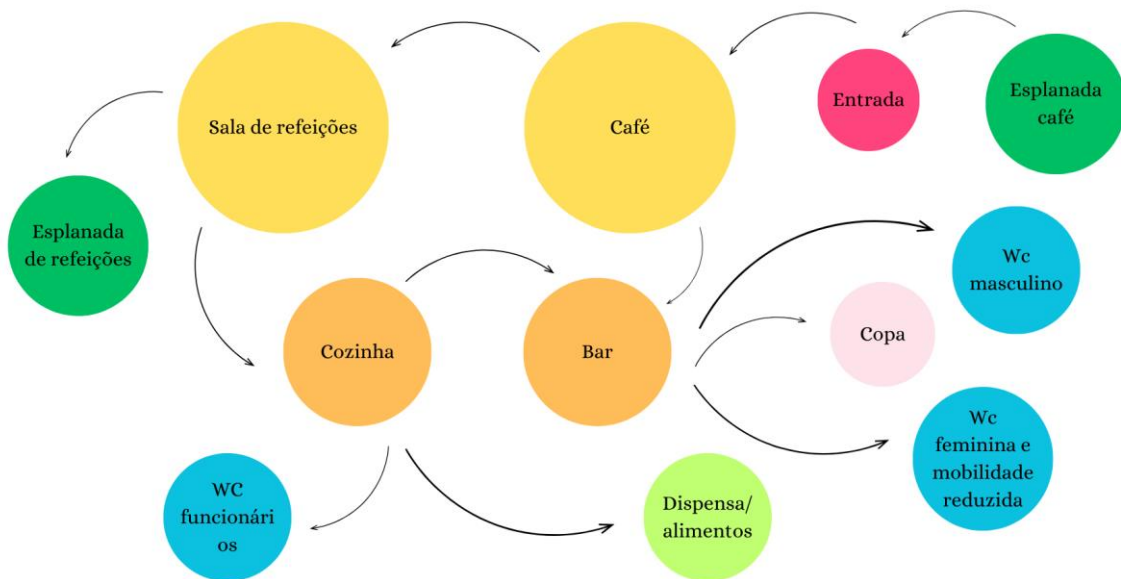 Sala de refeições
Café
Entrada
Esplanada
café
Esplanada
de refeições
Wc
masculino
Cozinha
Bar
Copa
Wc
feminina e
mobilidade
reduzida
WC
funcionári
os
Dispensa/
alimentos